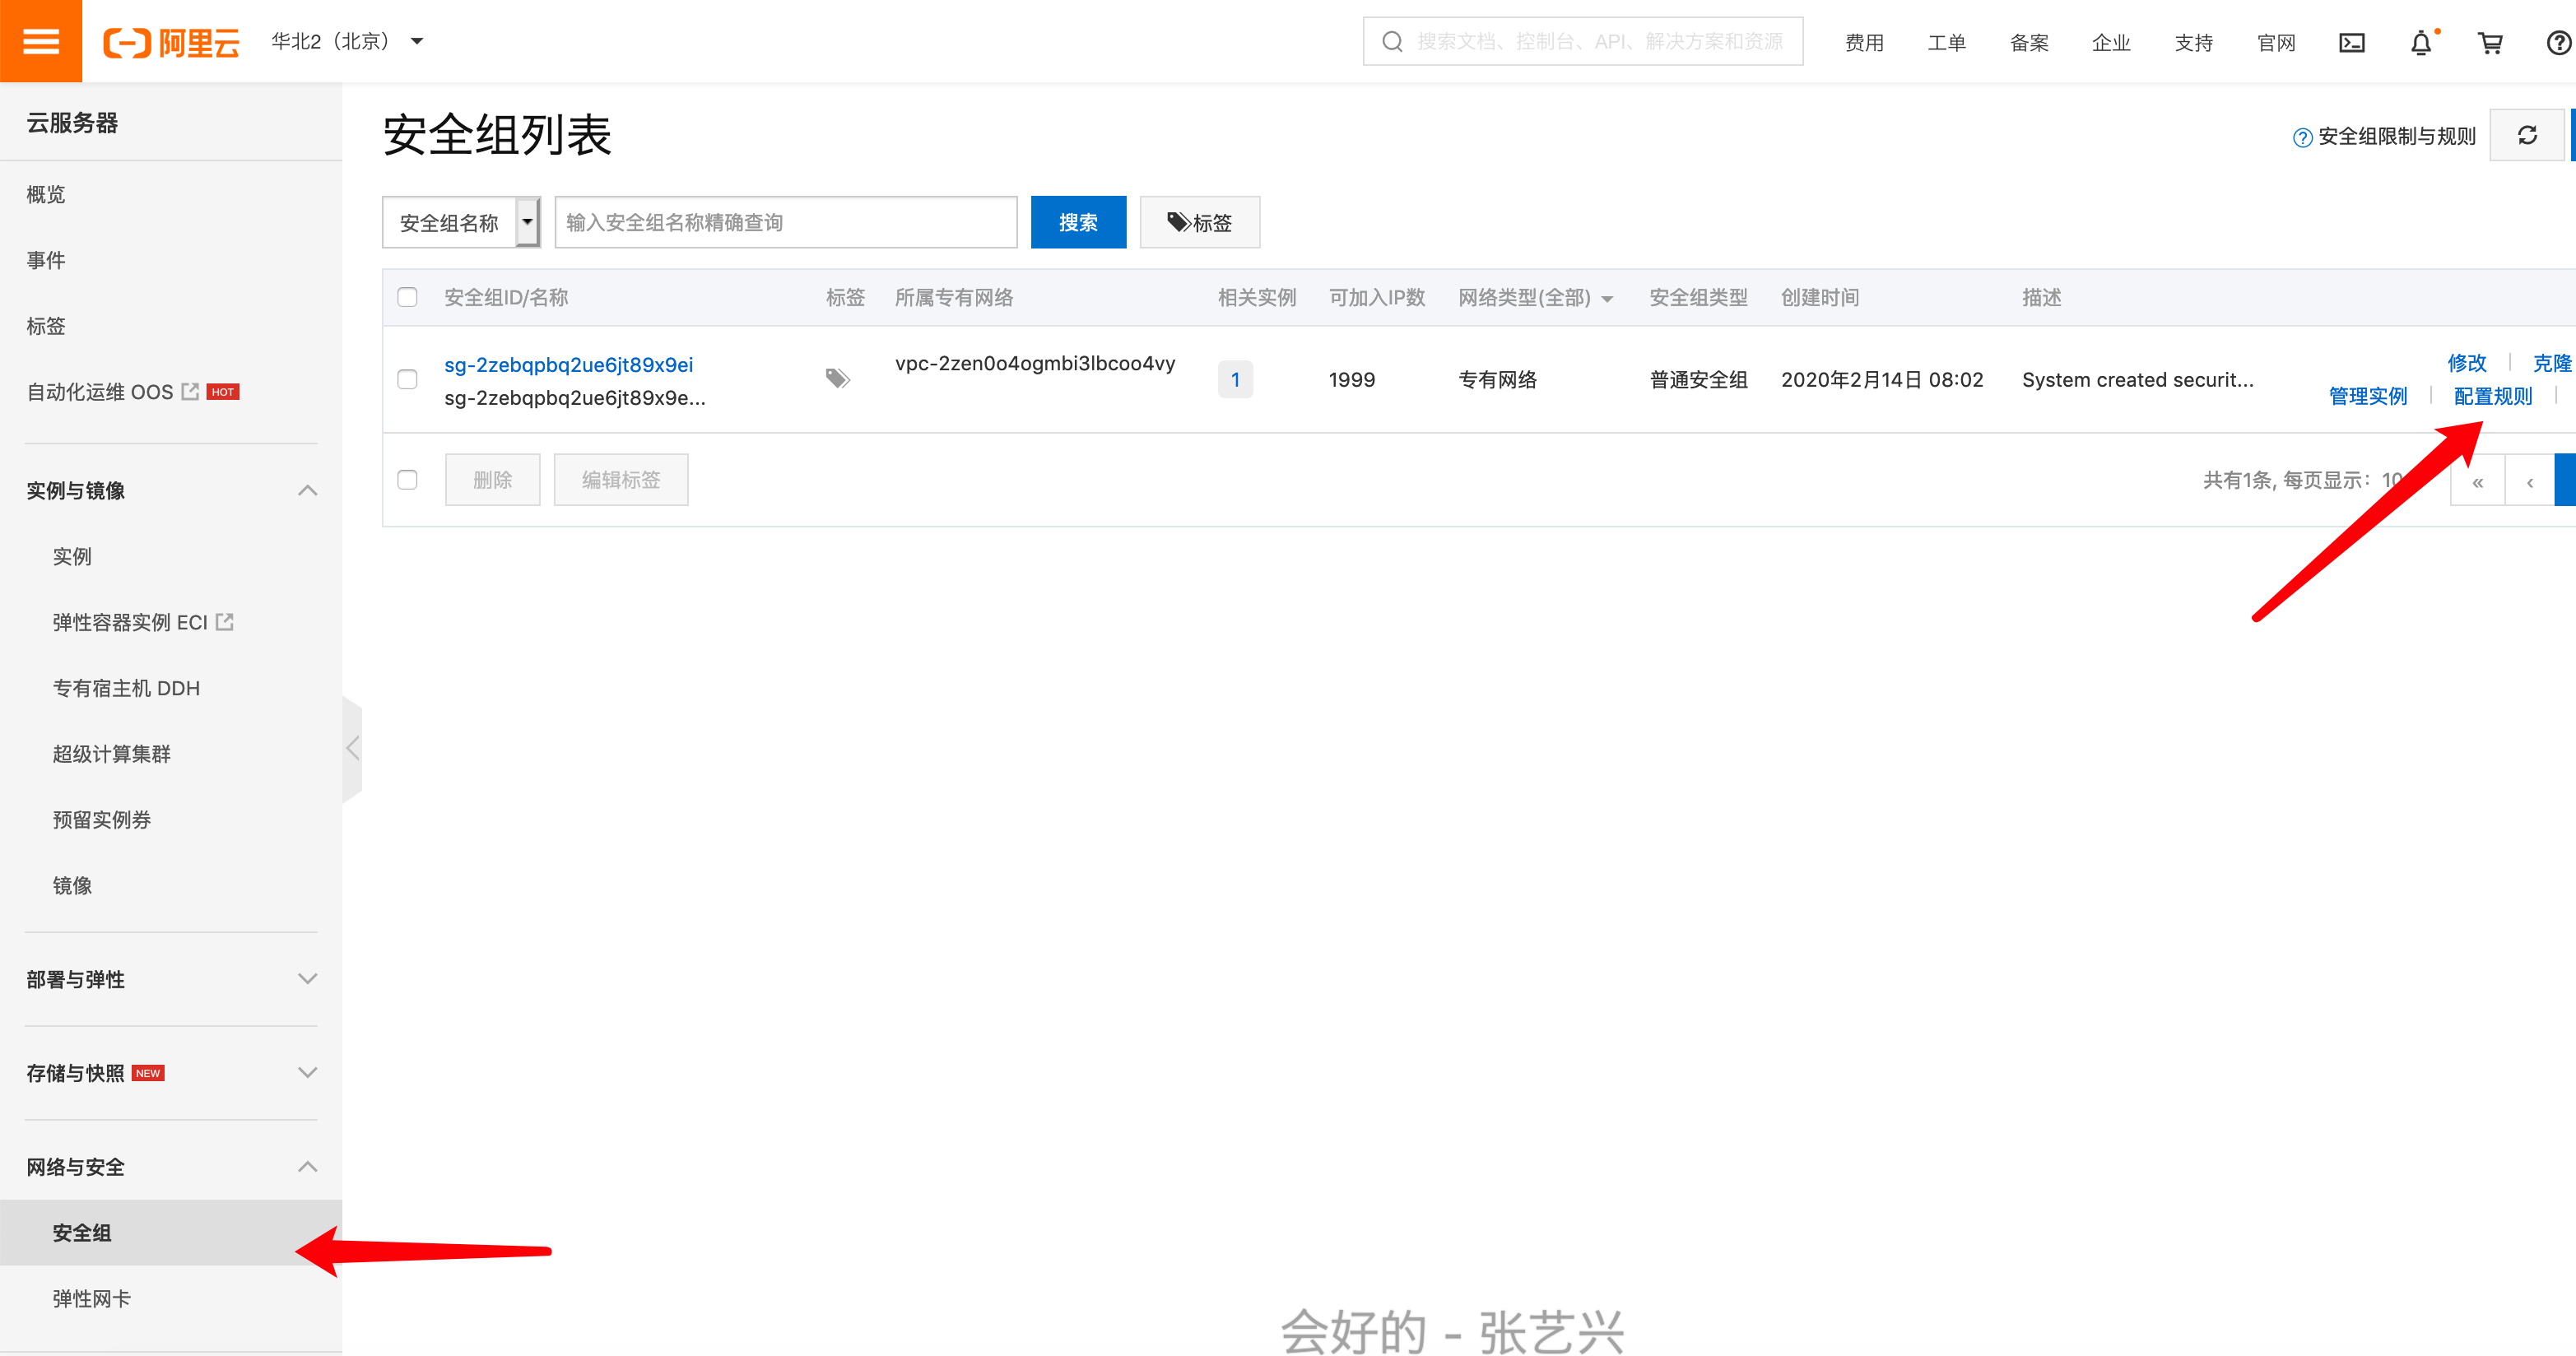 阿里云
华北2（北京）
搜索文档、控制台、API、解决方案和资源
费用
工单
备案
企业
支持
官网
云服务器
概览
事件
标签
自动化运维 OOS HOT
实例与镜像
实例
弹性容器实例 ECI
专有宿主机 DDH
超级计算集群
预留实例券
镜像
部署与弹性
存储与快照 NEW
网络与安全
安全组
弹性网卡
安全组列表
安全组限制与规则
安全组名称
输入安全组名称精确查询
搜索
标签
安全组ID/名称 标签 所属专有网络 相关实例 可加入IP数 网络类型(全部) 安全组类型 创建时间 描述
sg-2zebqpbq2ue6jt89x9ei
sg-2zebqpbq2ue6jt89x9e...
vpc-2zen0o4ogmbi3lbcoo4vy
1
1999
专有网络
普通安全组
2020年2月14日 08:02
System created securit...
修改 | 克隆
管理实例 | 配置规则 |
删除
编辑标签
共有1条, 每页显示：10
« ‹
会好的 - 张艺兴